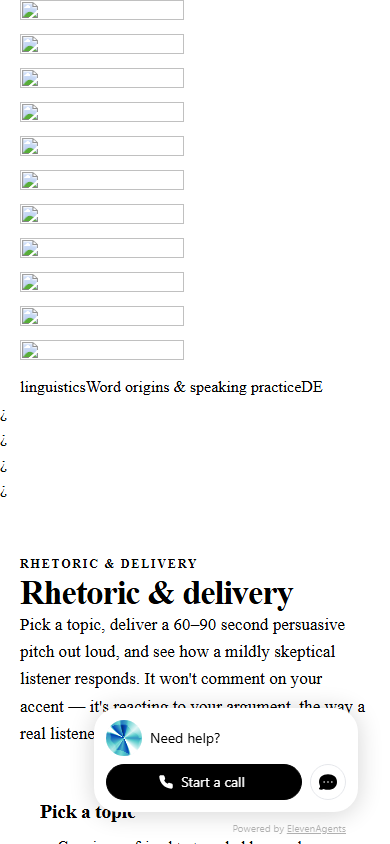 linguisticsWord origins & speaking practiceDE
¿
¿
¿
¿
RHETORIC & DELIVERY
Rhetoric & delivery
Pick a topic, deliver a 60–90 second persuasive
pitch out loud, and see how a mildly skeptical
listener responds. It won't comment on your
accent — it's reacting to your argument, the way a
real listene
Need help?
Start a call
Pick a topic
Powered by ElevenAgents